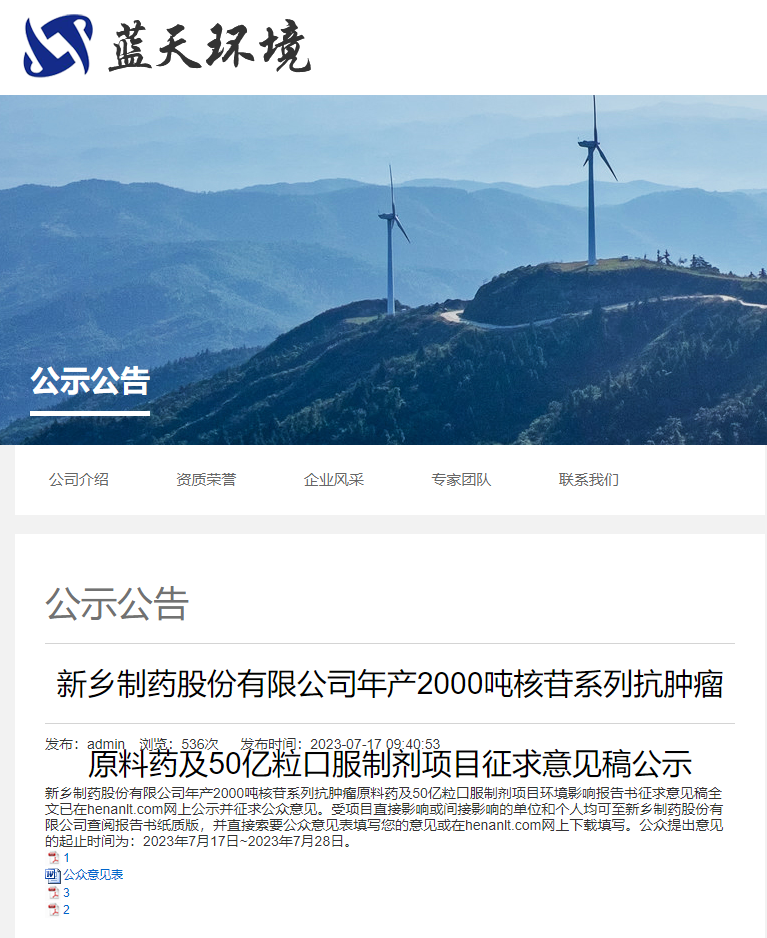 蓝天环境
公示公告
公司介绍 资质荣誉 企业风采 专家团队 联系我们
公示公告
新乡制药股份有限公司年产2000吨核苷系列抗肿瘤
发布：admin 浏览：536次 发布时间：2023-07-17 09:40:53
原料药及50亿粒口服制剂项目征求意见稿公示
新乡制药股份有限公司年产2000吨核苷系列抗肿瘤原料药及50亿粒口服制剂项目环境影响报告书征求意见稿全
文已在henanlt.com网上公示并征求公众意见。受项目直接影响或间接影响的单位和个人均可至新乡制药股份有
限公司查阅报告书纸质版，并直接索要公众意见表填写您的意见或在henanlt.com网上下载填写。公众提出意见
的起止时间为：2023年7月17日~2023年7月28日。
1
公众意见表
3
2